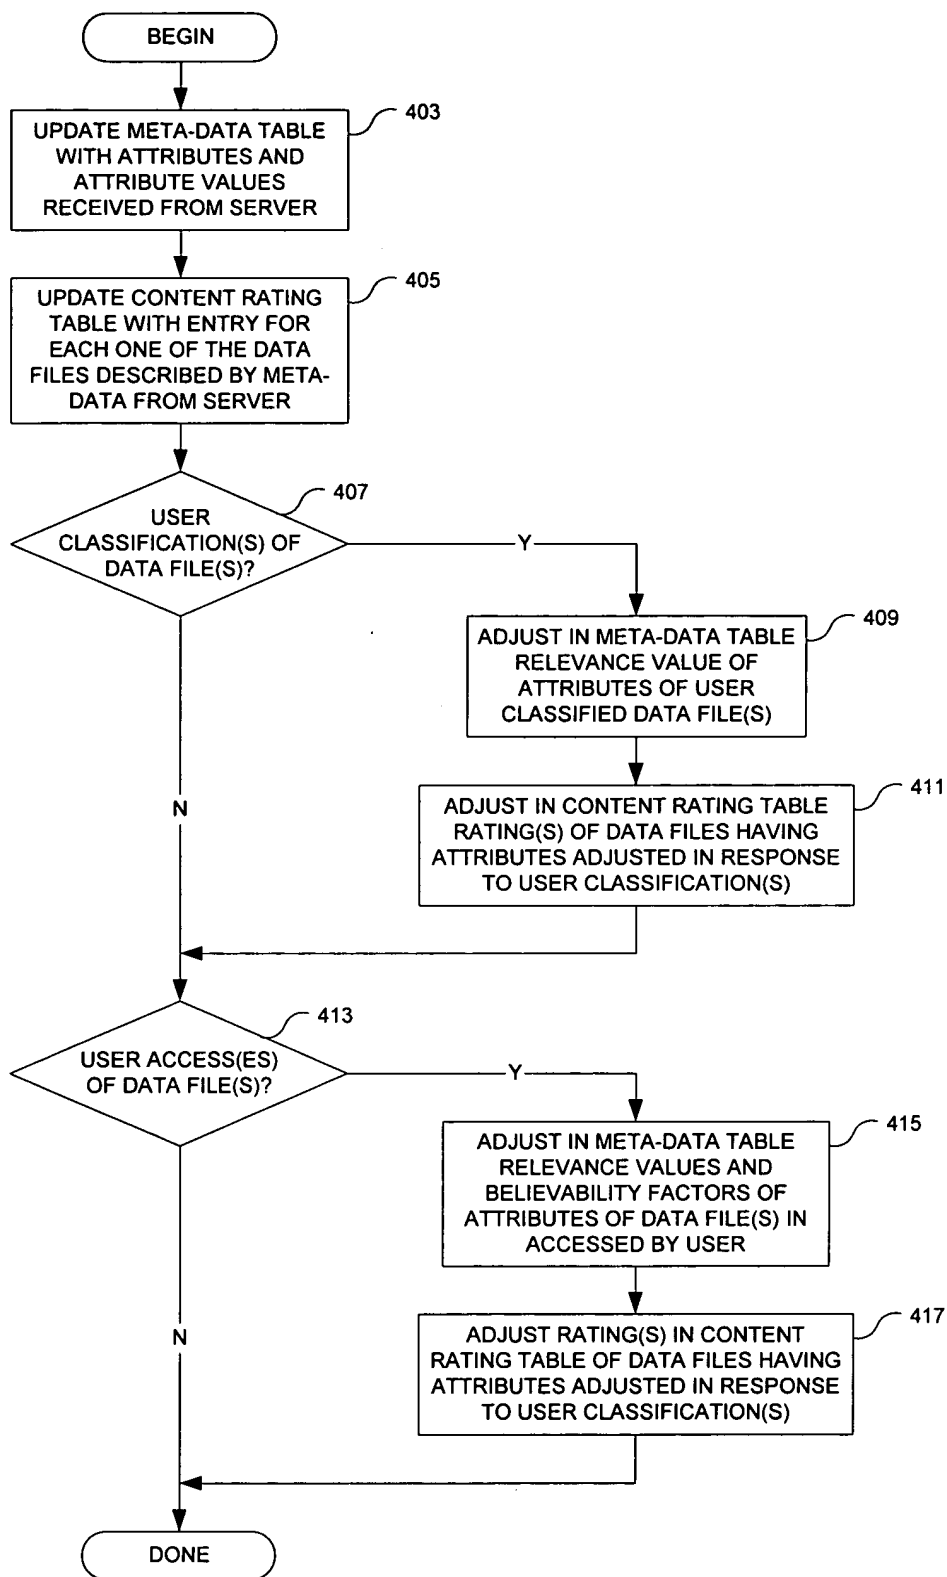 BEGIN
403
UPDATE META-DATA TABLE
WITH ATTRIBUTES AND
ATTRIBUTE VALUES
RECEIVED FROM SERVER
405
UPDATE CONTENT RATING
TABLE WITH ENTRY FOR
EACH ONE OF THE DATA
FILES DESCRIBED BY META-
DATA FROM SERVER
407
USER
CLASSIFICATION(S) OF
DATA FILE(S)?
Y
409
ADJUST IN META-DATA TABLE
RELEVANCE VALUE OF
ATTRIBUTES OF USER
CLASSIFIED DATA FILE(S)
411
ADJUST IN CONTENT RATING TABLE
RATING(S) OF DATA FILES HAVING
ATTRIBUTES ADJUSTED IN RESPONSE
TO USER CLASSIFICATION(S)
N
413
USER ACCESS(ES)
OF DATA FILE(S)?
Y
415
ADJUST IN META-DATA TABLE
RELEVANCE VALUES AND
BELIEVABILITY FACTORS OF
ATTRIBUTES OF DATA FILE(S) IN
ACCESSED BY USER
417
ADJUST RATING(S) IN CONTENT
RATING TABLE OF DATA FILES HAVING
ATTRIBUTES ADJUSTED IN RESPONSE
TO USER CLASSIFICATION(S)
N
DONE